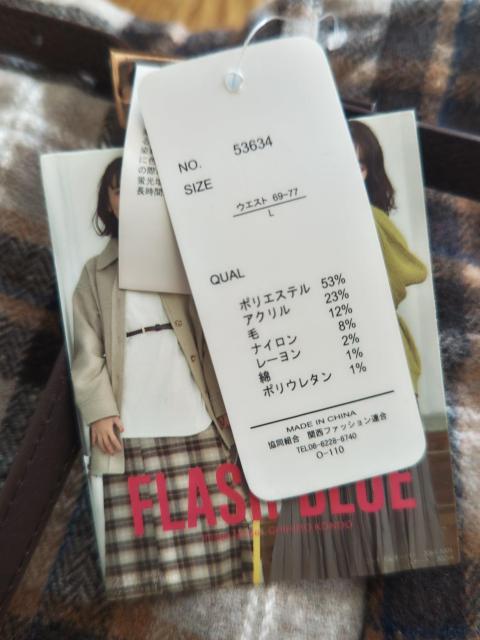 NO. 53634
SIZE
ウエスト 69-77
L
QUAL
ポリエステル 53%
アクリル 23%
毛 12%
ナイロン 8%
レーヨン 2%
綿 1%
ポリウレタン 1%
MADE IN CHINA
協同組合 関西ファッション連合
TEL06-6228-6740
O-110
FLASH BLUE